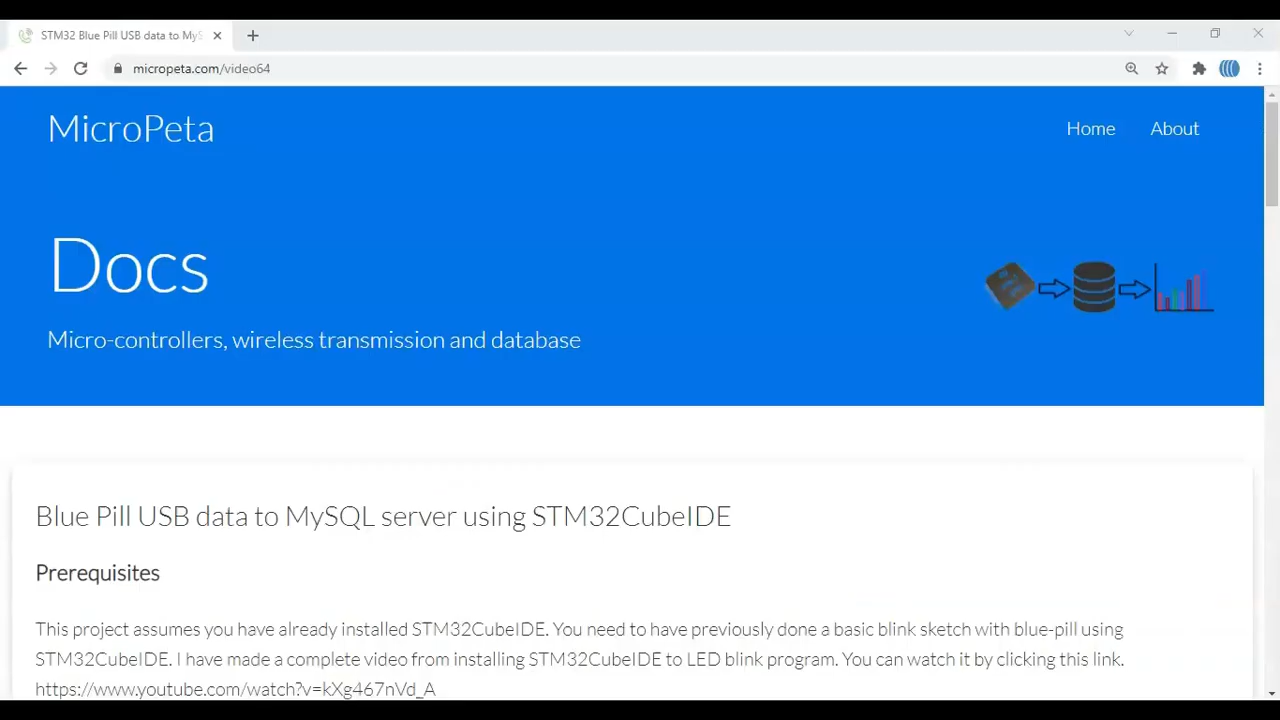 STM32 Blue Pill USB data to MyS
micropeta.com/video64
MicroPeta
Home
About
Docs
Micro-controllers, wireless transmission and database
Blue Pill USB data to MySQL server using STM32CubeIDE
Prerequisites
This project assumes you have already installed STM32CubeIDE. You need to have previously done a basic blink sketch with blue-pill using
STM32CubeIDE. I have made a complete video from installing STM32CubeIDE to LED blink program. You can watch it by clicking this link.
https://www.youtube.com/watch?v=kXg467nVd_A